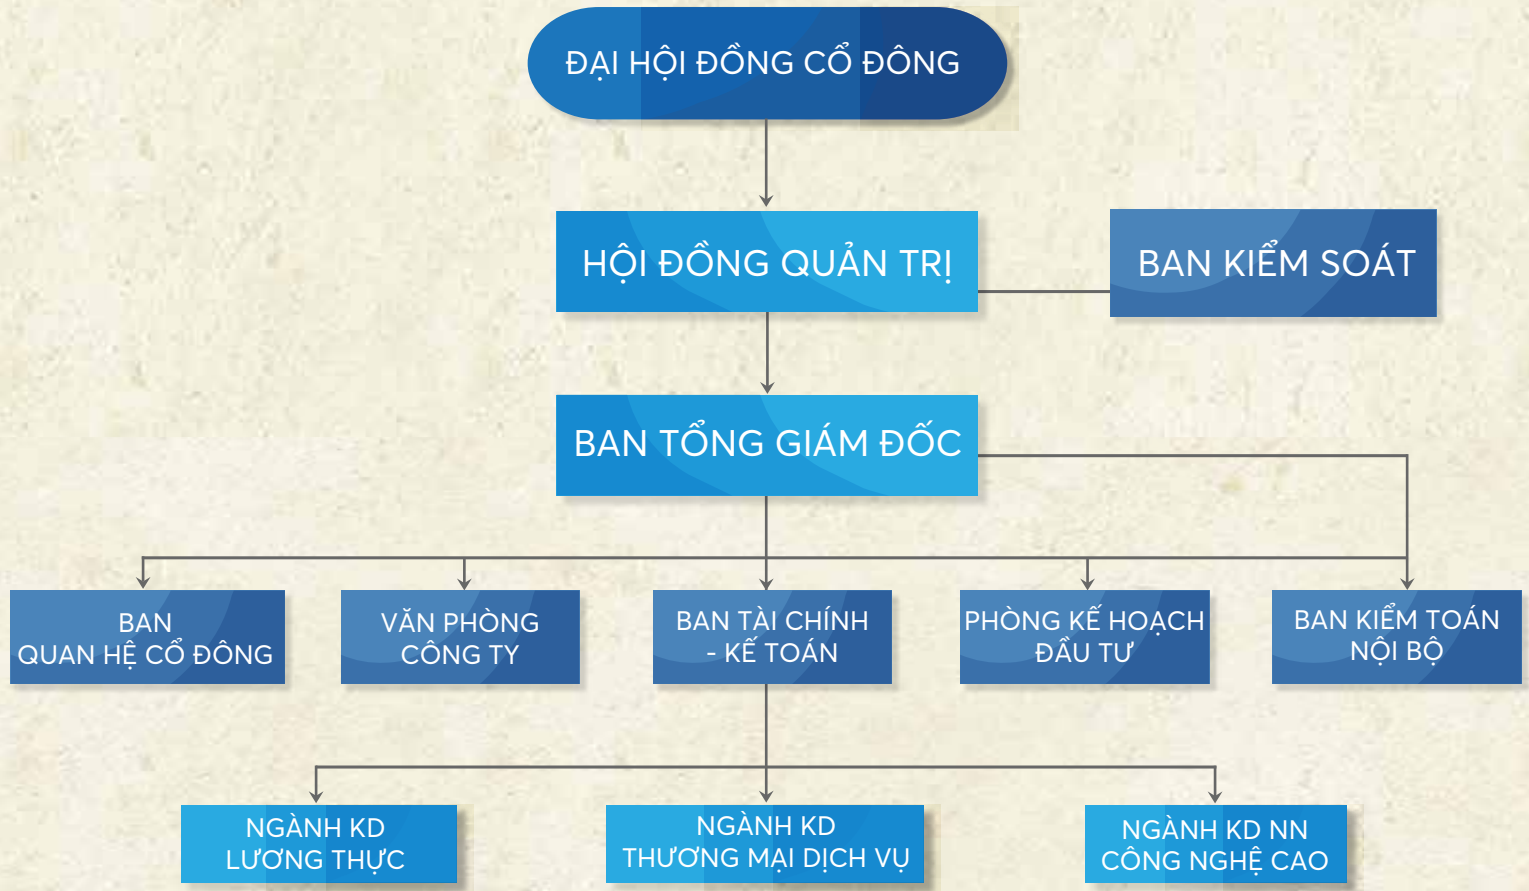 ĐẠI HỘI ĐỒNG CỔ ĐÔNG
HỘI ĐỒNG QUẢN TRỊ
BAN KIỂM SOÁT
BAN TỔNG GIÁM ĐỐC
BAN
QUAN HỆ CỔ ĐÔNG
VĂN PHÒNG
CÔNG TY
BAN TÀI CHÍNH
- KẾ TOÁN
PHÒNG KẾ HOẠCH
ĐẦU TƯ
BAN KIỂM TOÁN
NỘI BỘ
NGÀNH KD
LƯƠNG THỰC
NGÀNH KD
THƯƠNG MẠI DỊCH VỤ
NGÀNH KD NN
CÔNG NGHỆ CAO